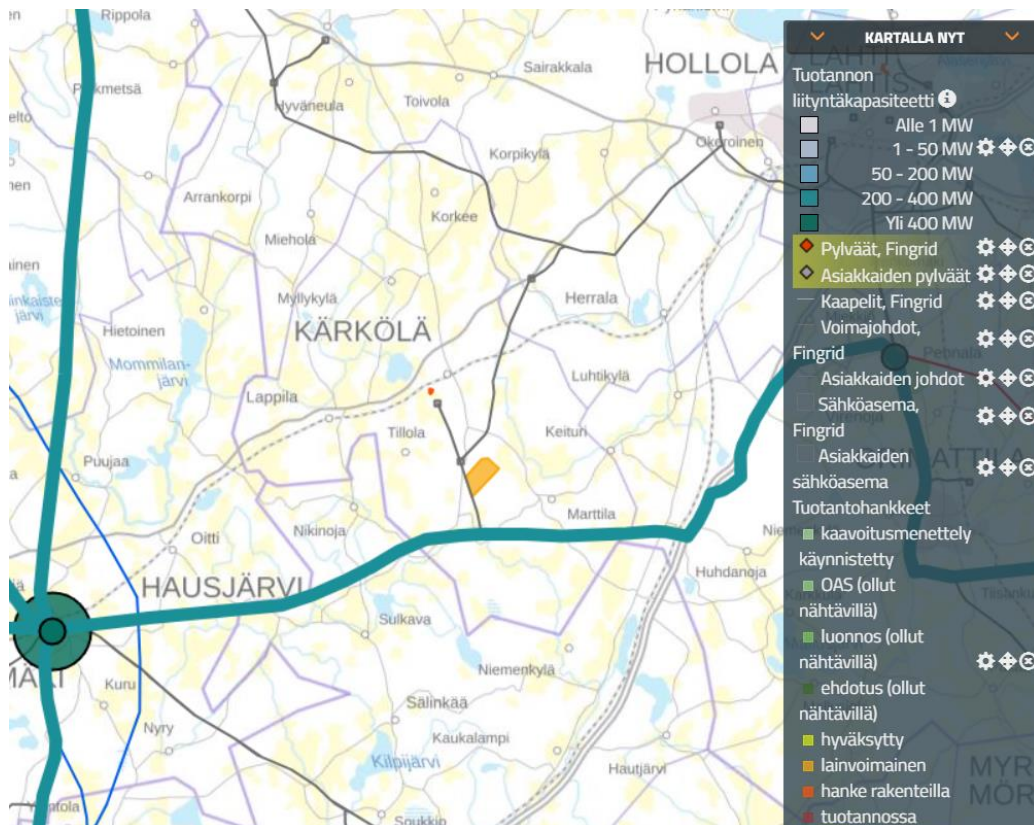 Rippola
HOLLOLA
Sairakkala
Hyväneula
Toivola
Okeroinen
Korpikylä
Arrankorpi
Korkee
Miehola
Myllykylä
Herrala
Hietoinen
KÄRKÖLÄ
Mommilan-
järvi
Lappila
Luhtikylä
Tillola
Keituri
Puujaa
Marttila
Nikinoja
Oitti
HAUSJÄRVI
Huhdanoja
Sulkava
Niemenkylä
Kuru
Sälinkää
Nyry
Kaukalampi
Kilpijärvi
Hautjärvi
KARTALLA NYT
Tuotannon
liityntäkapasiteetti
Alle 1 MW
1 - 50 MW
50 - 200 MW
200 - 400 MW
Yli 400 MW
Pylväät, Fingrid
Asiakkaiden pylväät
Kaapelit, Fingrid
Voimajohdot,
Fingrid
Asiakkaiden johdot
Sähköasema,
Fingrid
Asiakkaiden
sähköasema
Tuotantohankkeet
kaavoitusmenettely
käynnistetty
OAS (ollut
nähtävillä)
luonnos (ollut
nähtävillä)
ehdotus (ollut
nähtävillä)
hyväksytty
lainvoimainen
hanke rakenteilla
tuotannossa